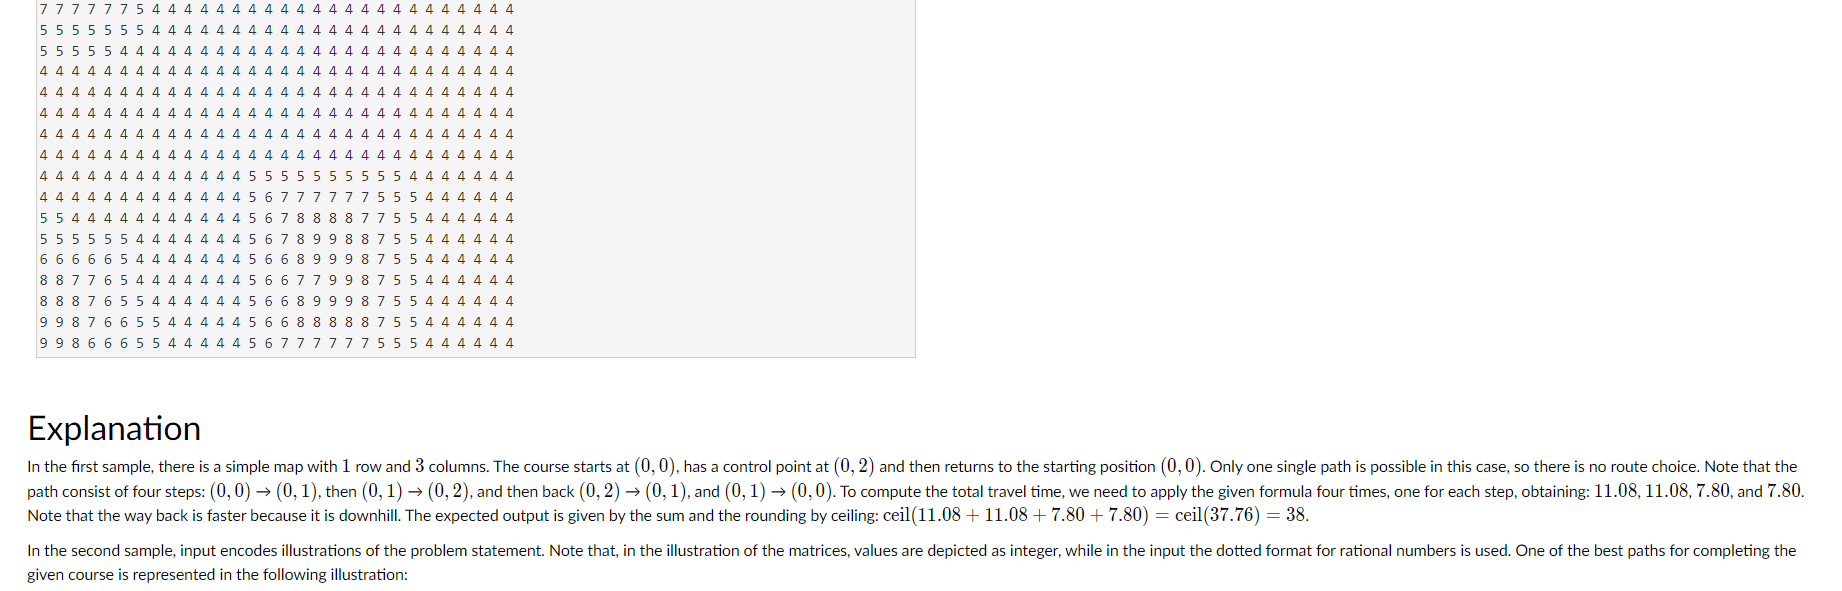 7 7 7 7 7 7 5 4 4 4 4 4 4 4 4 4 4 4 4 4 4 4 4 4 4 4 4 4 4 4
5 5 5 5 5 5 5 4 4 4 4 4 4 4 4 4 4 4 4 4 4 4 4 4 4 4 4 4 4 4
5 5 5 5 5 4 4 4 4 4 4 4 4 4 4 4 4 4 4 4 4 4 4 4 4 4 4 4 4 4
4 4 4 4 4 4 4 4 4 4 4 4 4 4 4 4 4 4 4 4 4 4 4 4 4 4 4 4 4 4
4 4 4 4 4 4 4 4 4 4 4 4 4 4 4 4 4 4 4 4 4 4 4 4 4 4 4 4 4 4
4 4 4 4 4 4 4 4 4 4 4 4 4 4 4 4 4 4 4 4 4 4 4 4 4 4 4 4 4 4
4 4 4 4 4 4 4 4 4 4 4 4 4 4 4 4 4 4 4 4 4 4 4 4 4 4 4 4 4 4
4 4 4 4 4 4 4 4 4 4 4 4 4 4 4 4 4 4 4 4 4 4 4 4 4 4 4 4 4 4
4 4 4 4 4 4 4 4 4 4 4 4 4 5 5 5 5 5 5 5 5 5 5 4 4 4 4 4 4 4
4 4 4 4 4 4 4 4 4 4 4 4 4 5 6 7 7 7 7 7 7 5 5 5 4 4 4 4 4 4
5 5 4 4 4 4 4 4 4 4 4 4 4 5 6 7 8 8 8 8 7 7 5 5 4 4 4 4 4 4
5 5 5 5 5 5 4 4 4 4 4 4 4 5 6 7 8 9 9 8 8 7 5 5 4 4 4 4 4 4
6 6 6 6 6 5 4 4 4 4 4 4 4 5 6 6 8 9 9 9 8 7 5 5 4 4 4 4 4 4
8 8 7 7 6 5 4 4 4 4 4 4 4 5 6 6 7 7 9 9 8 7 5 5 4 4 4 4 4 4
8 8 8 7 6 5 5 4 4 4 4 4 4 5 6 6 8 9 9 9 8 7 5 5 4 4 4 4 4 4
9 9 8 7 6 6 5 5 4 4 4 4 4 5 6 6 8 8 8 8 8 7 5 5 4 4 4 4 4 4
9 9 8 6 6 6 5 5 4 4 4 4 4 5 6 7 7 7 7 7 7 5 5 5 4 4 4 4 4 4
Explanation
In the first sample, there is a simple map with 1 row and 3 columns. The course starts at (0, 0), has a control point at (0, 2) and then returns to the starting position (0, 0). Only one single path is possible in this case, so there is no route choice. Note that the
path consist of four steps: (0, 0) → (0, 1), then (0, 1) → (0, 2), and then back (0, 2) → (0, 1), and (0, 1) → (0, 0). To compute the total travel time, we need to apply the given formula four times, one for each step, obtaining: 11.08, 11.08, 7.80, and 7.80.
Note that the way back is faster because it is downhill. The expected output is given by the sum and the rounding by ceiling: ceil(11.08 + 11.08 + 7.80 + 7.80) = ceil(37.76) = 38.
In the second sample, input encodes illustrations of the problem statement. Note that, in the illustration of the matrices, values are depicted as integer, while in the input the dotted format for rational numbers is used. One of the best paths for completing the
given course is represented in the following illustration: